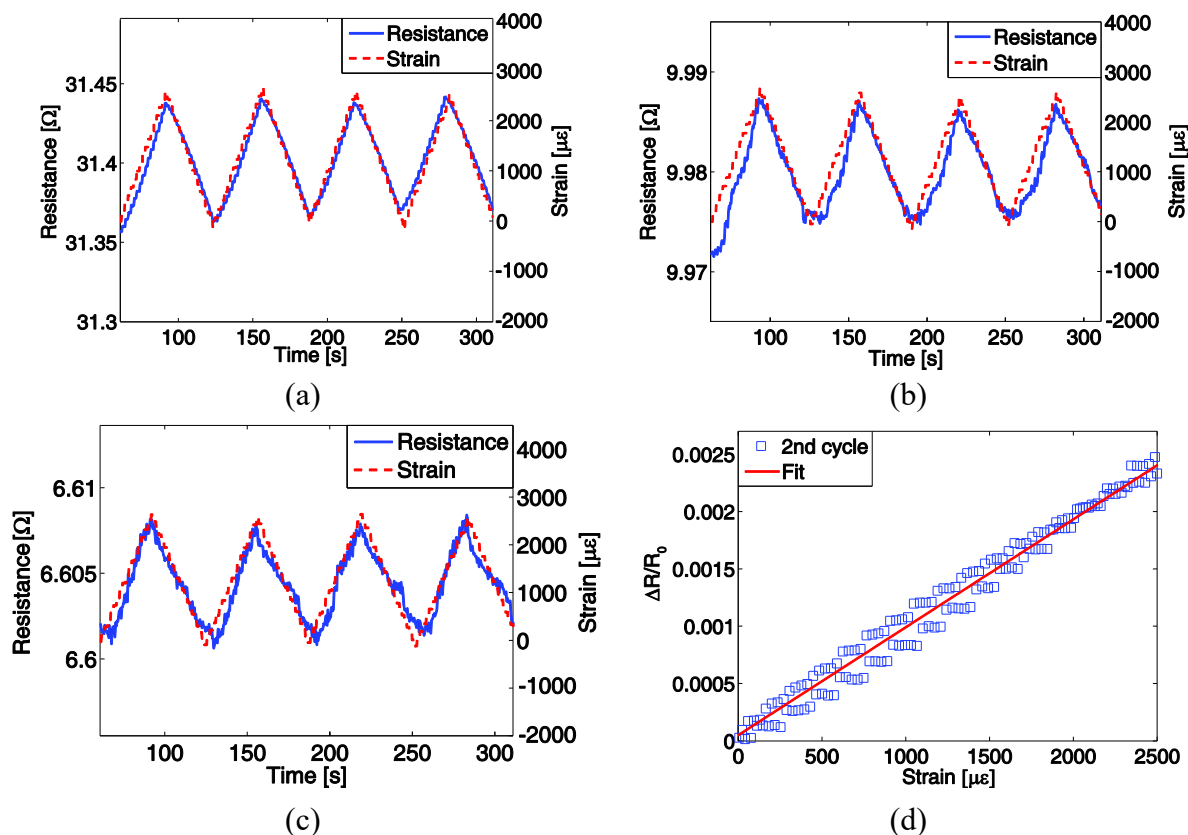 Resistance
Strain
4000
3000
2000
1000
0
-1000
-2000
Strain [µε]
31.45
31.4
31.35
31.3
Resistance [Ω]
100
150
200
250
300
Time [s]
(a)
Resistance
Strain
4000
3000
2000
1000
0
-1000
-2000
Strain [µε]
9.99
9.98
9.97
Resistance [Ω]
100
150
200
250
300
Time [s]
(b)
Resistance
Strain
4000
3000
2000
1000
0
-1000
-2000
Strain [µε]
6.61
6.605
6.6
Resistance[Ω]
100
150
200
250
300
Time [s]
(c)
2nd cycle
Fit
0.0025
0.002
0.0015
0.001
0.0005
0
ΔR/R0
0
500
1000
1500
2000
2500
Strain [µε]
(d)